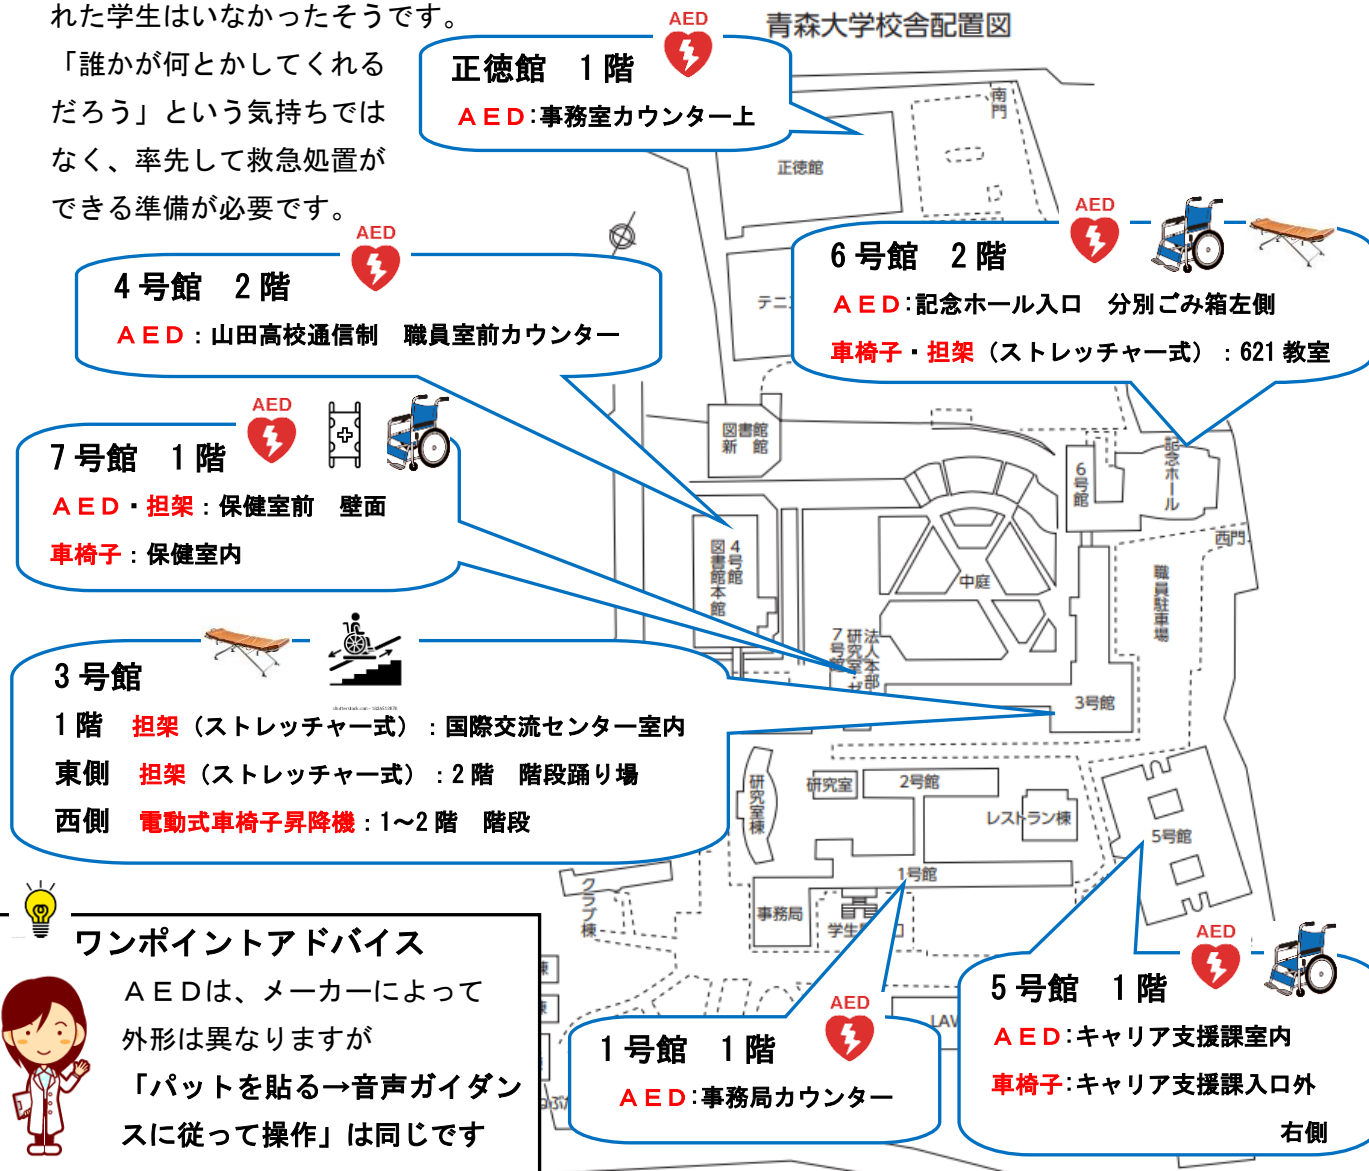 れた学生はいなかったそうです。
「誰かが何とかしてくれる
だろう」という気持ちでは
なく、率先して救急処置が
できる準備が必要です。
青森大学校舎配置図
AED
正徳館　1階
ＡＥＤ：事務室カウンター上
南門
正徳館
AED
6号館　2階
ＡＥＤ：記念ホール入口　分別ごみ箱左側
車椅子・担架（ストレッチャー式）：621教室
AED
4号館　2階
ＡＥＤ：山田高校通信制　職員室前カウンター
テニ
AED
7号館　1階
ＡＥＤ・担架：保健室前　壁面
車椅子：保健室内
図書館
新館
6号館
記念ホール
西門
4号館
図書館本館
中庭
職員駐車場
7号館
研究室・ゼ
法人本部
3号館
3号館
1階　担架（ストレッチャー式）：国際交流センター室内
東側　担架（ストレッチャー式）：2階　階段踊り場
西側　電動式車椅子昇降機：1～2階　階段
研究室棟
研究室
2号館
レストラン棟
5号館
1号館
クラブ棟
事務局
学生
ワンポイントアドバイス
ＡＥＤは、メーカーによって
外形は異なりますが
「パットを貼る→音声ガイダン
スに従って操作」は同じです
棟
棟
LAW
AED
1号館　1階
ＡＥＤ：事務局カウンター
AED
5号館　1階
ＡＥＤ：キャリア支援課室内
車椅子：キャリア支援課入口外
右側